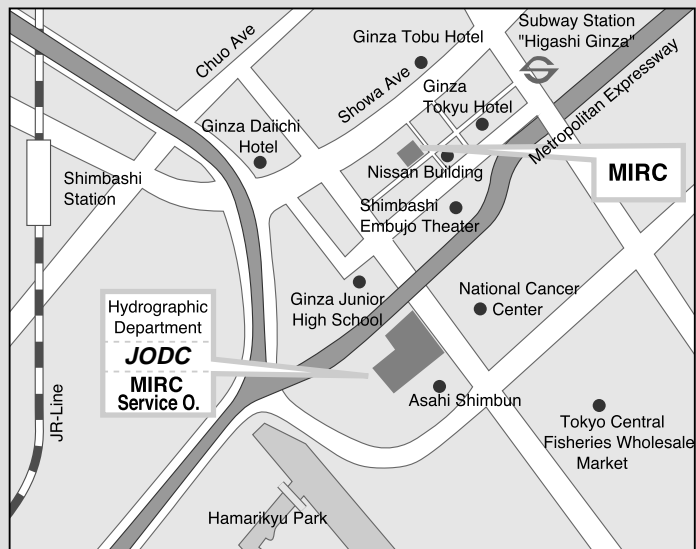 Subway Station
"Higashi Ginza"
Ginza Tobu Hotel
Chuo Ave
Showa Ave
Metropolitan Expressway
Ginza
Tokyu Hotel
Ginza Daiichi
Hotel
Nissan Building
MIRC
Shimbashi
Station
Shimbashi
Embujo Theater
National Cancer
Center
Ginza Junior
High School
Hydrographic
Department
JODC
MIRC
Service O.
JR-Line
Asahi Shimbun
Tokyo Central
Fisheries Wholesale
Market
Hamarikyu Park